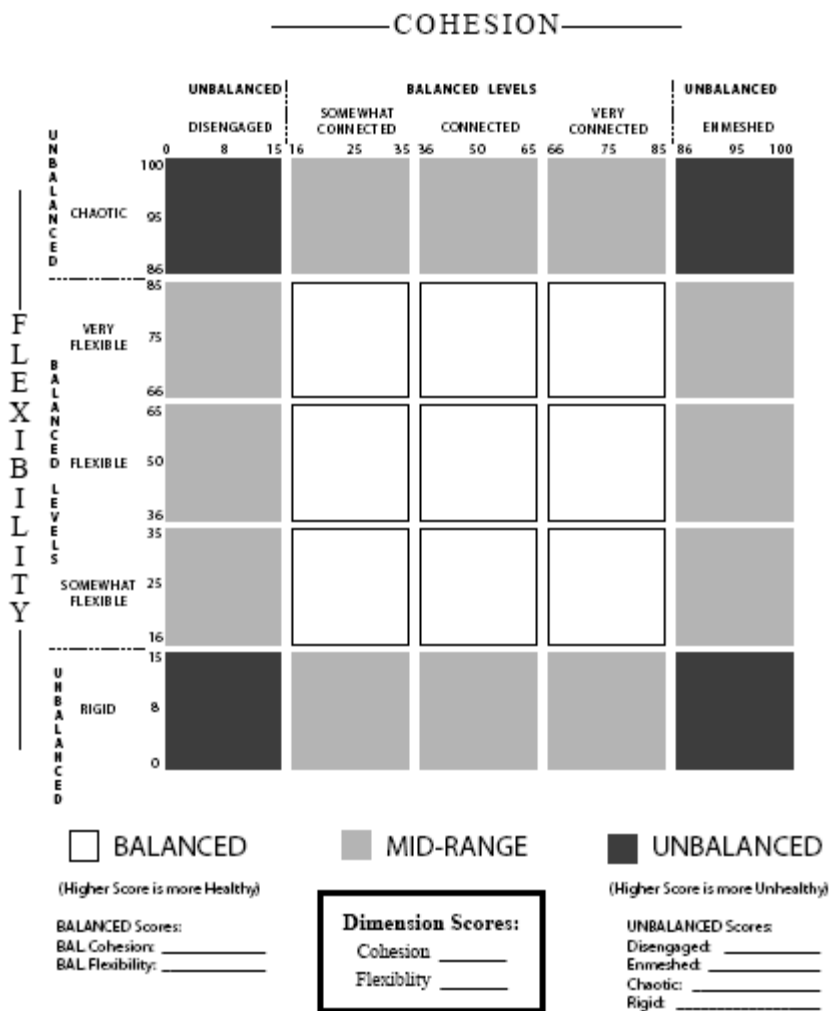 COHESION
UNBALANCED BALANCED LEVELS UNBALANCED
DISENGAGED SOMEWHAT CONNECTED CONNECTED VERY CONNECTED ENMESHED
0 8 15 16 25 35 36 50 65 66 75 85 86 95 100
FLEXIBILITY
UNBALANCED
CHAOTIC
100
95
86
BALANCED LEVELS
VERY
FLEXIBLE
85
75
66
FLEXIBLE
65
50
36
SOMEWHAT
FLEXIBLE
35
25
16
UNBALANCED
RIGID
15
8
0
BALANCED MID-RANGE UNBALANCED
(Higher Score is more Healthy)
BALANCED Scores:
BAL Cohesion:
BAL Flexibility:
Dimension Scores:
Cohesion
Flexiblity
(Higher Score is more Unhealthy)
UNBALANCED Scores:
Disengaged:
Enmeshed:
Chaotic:
Rigid: